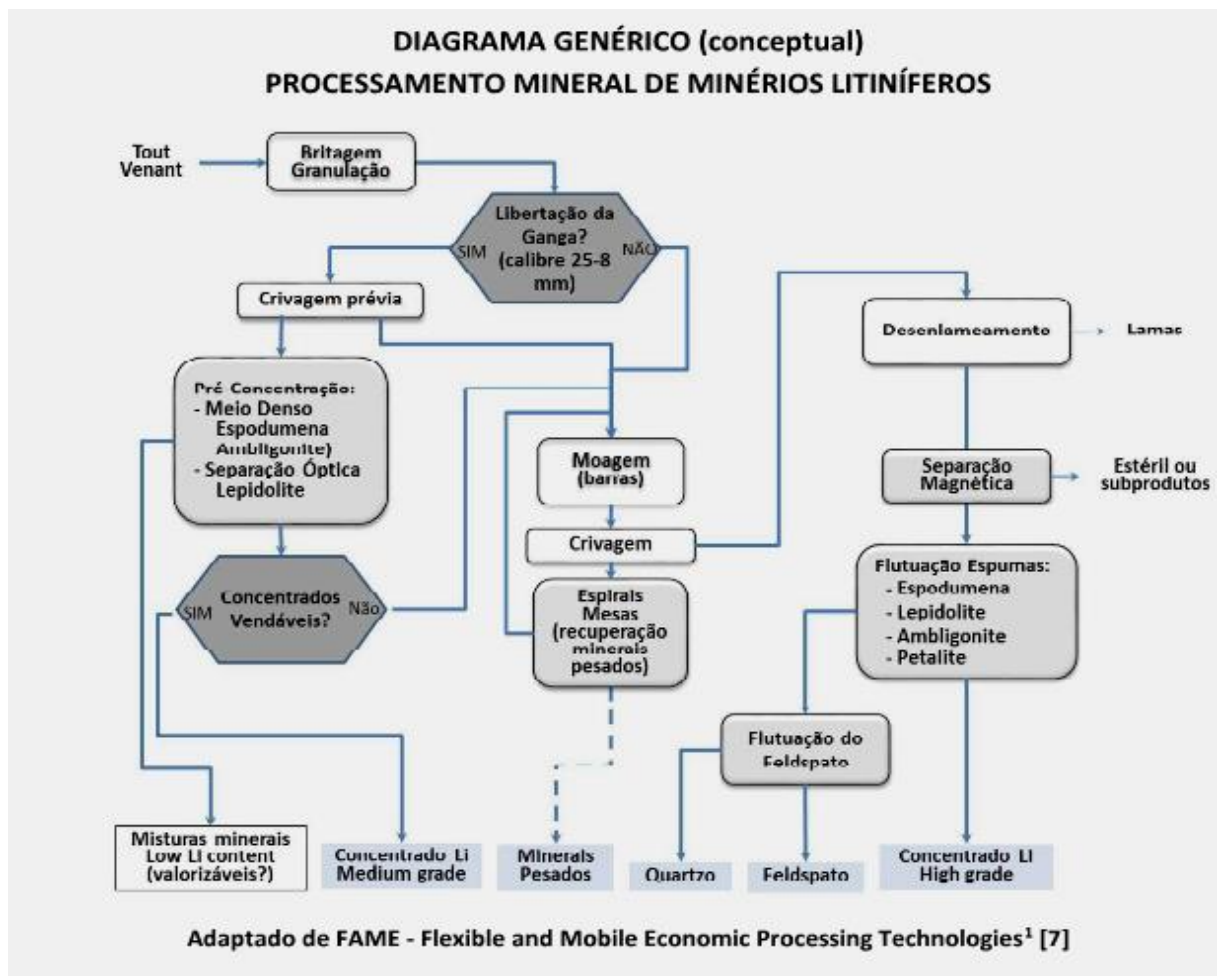 DIAGRAMA GENÉRICO (conceptual)
PROCESSAMENTO MINERAL DE MINÉRIOS LITINÍFEROS
Tout
Venant
Britagem
Granulação
Libertação da
Ganga?
(calibre 25-8
mm)
SIM
NÃO
Crivagem prévia
Desenlameamento
Lamas
Pré Concentração:
- Meio Denso
Espodumena
Ambligonite)
- Separação Óptica
Lepidolite
Moagem
(barras)
Separação
Magnética
Estéril ou
subprodutos
Crivagem
Concentrados
Vendáveis?
SIM
Não
Espirais
Mesas
(recuperação
minerais
pesados)
Flutuação Espumas:
- Espodumena
- Lepidolite
- Ambligonite
- Petalite
Flutuação do
Feldspato
Misturas minerais
Low Li content
(valorizáveis?)
Concentrado Li
Medium grade
Minerais
Pesados
Quartzo
Feldspato
Concentrado Li
High grade
Adaptado de FAME - Flexible and Mobile Economic Processing Technologies¹ [7]